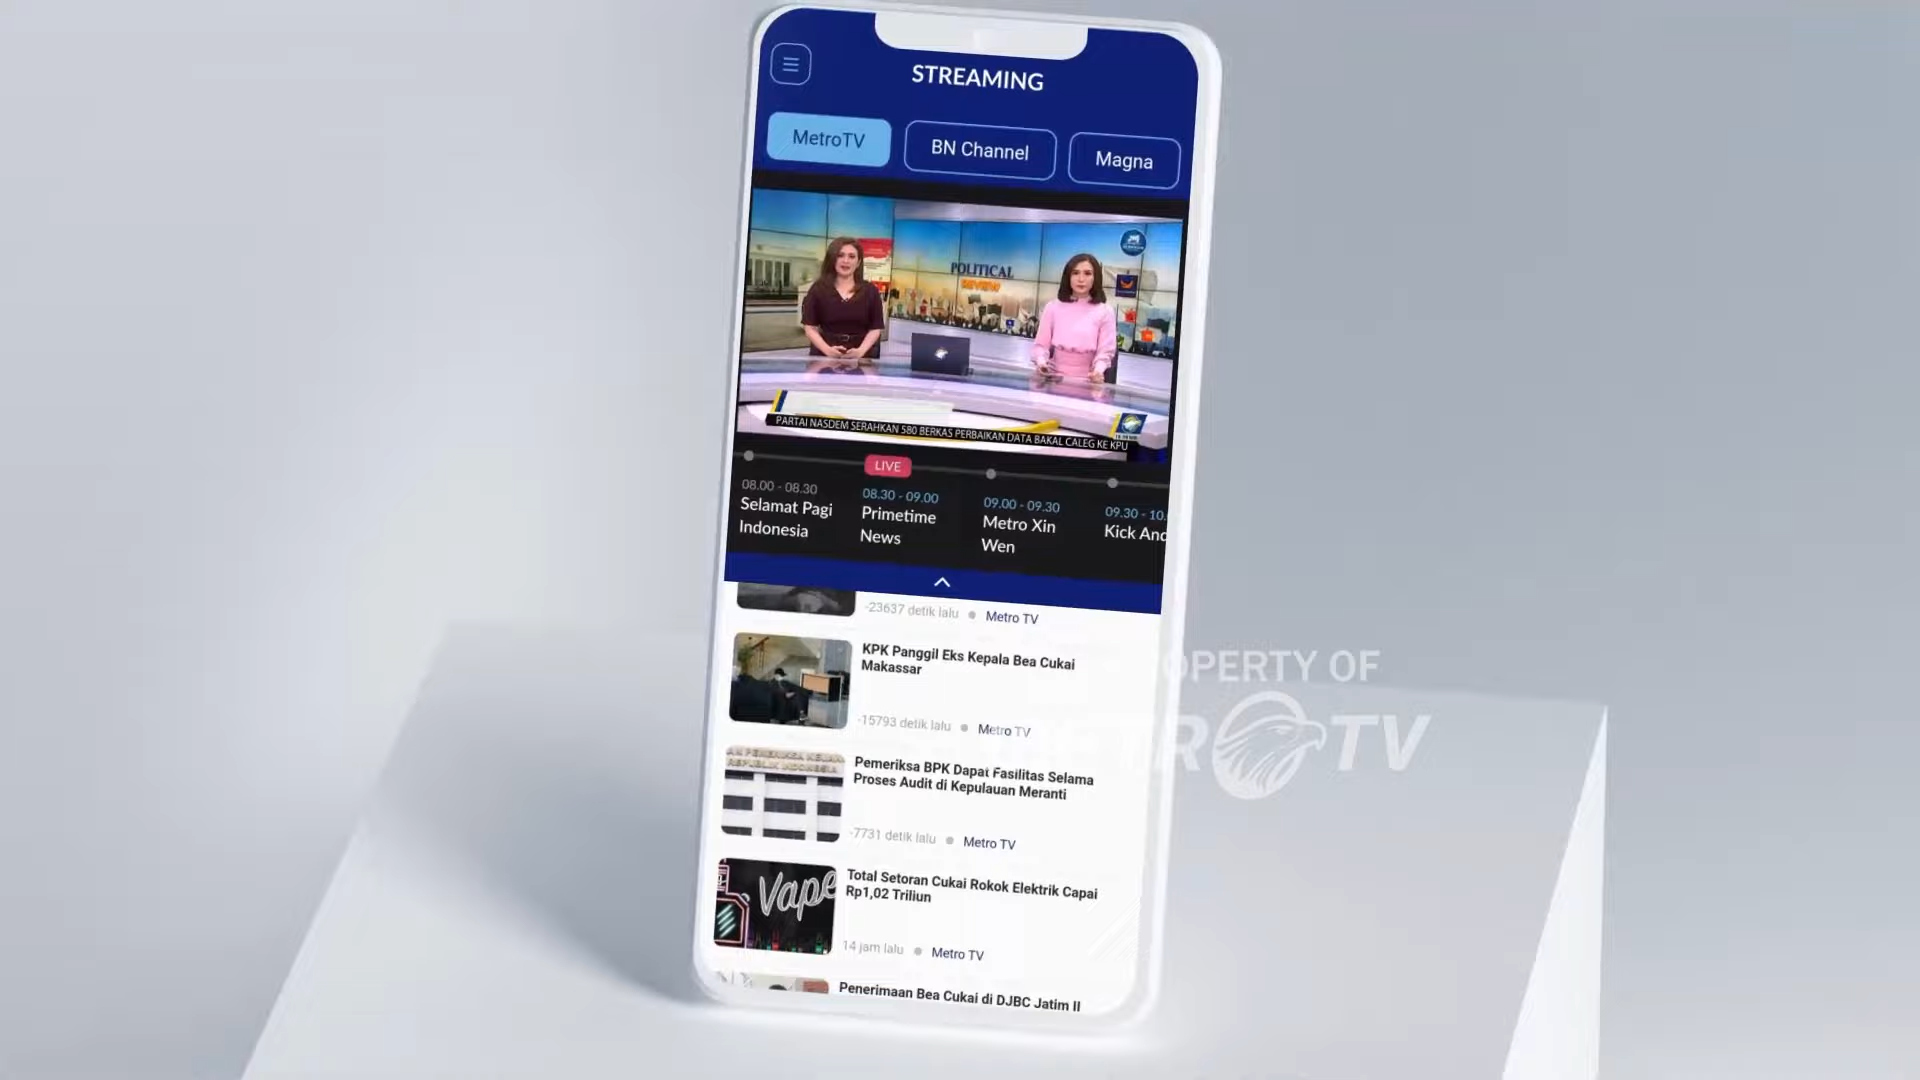 STREAMING
MetroTV
BN Channel
Magna
POLITICAL
REVIEW
PARTAI NASDEM SERAHKAN 580 BERKAS PERBAIKAN DATA BAKAL CALEG KE KPU
LIVE
08.00 - 08.30
Selamat Pagi
Indonesia
08.30 - 09.00
Primetime
News
09.00 - 09.30
Metro Xin
Wen
09.30 - 10.
Kick And
-23637 detik lalu
Metro TV
KPK Panggil Eks Kepala Bea Cukai
Makassar
-15793 detik lalu
Metro TV
REPUBLIK INDONESIA
Pemeriksa BPK Dapat Fasilitas Selama
Proses Audit di Kepulauan Meranti
-7731 detik lalu
Metro TV
Vape
Total Setoran Cukai Rokok Elektrik Capai
Rp1,02 Triliun
14 jam lalu
Metro TV
Penerimaan Bea Cukai di DJBC Jatim II
OPERTY OF
TV